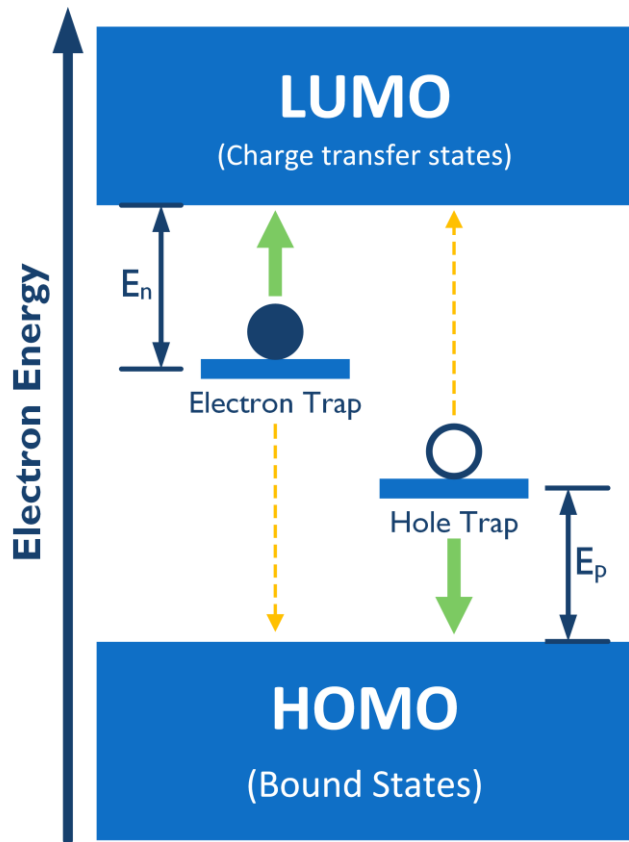 LUMO
(Charge transfer states)
Eₙ
Electron Trap
Hole Trap
Eₚ
HOMO
(Bound States)
Electron Energy